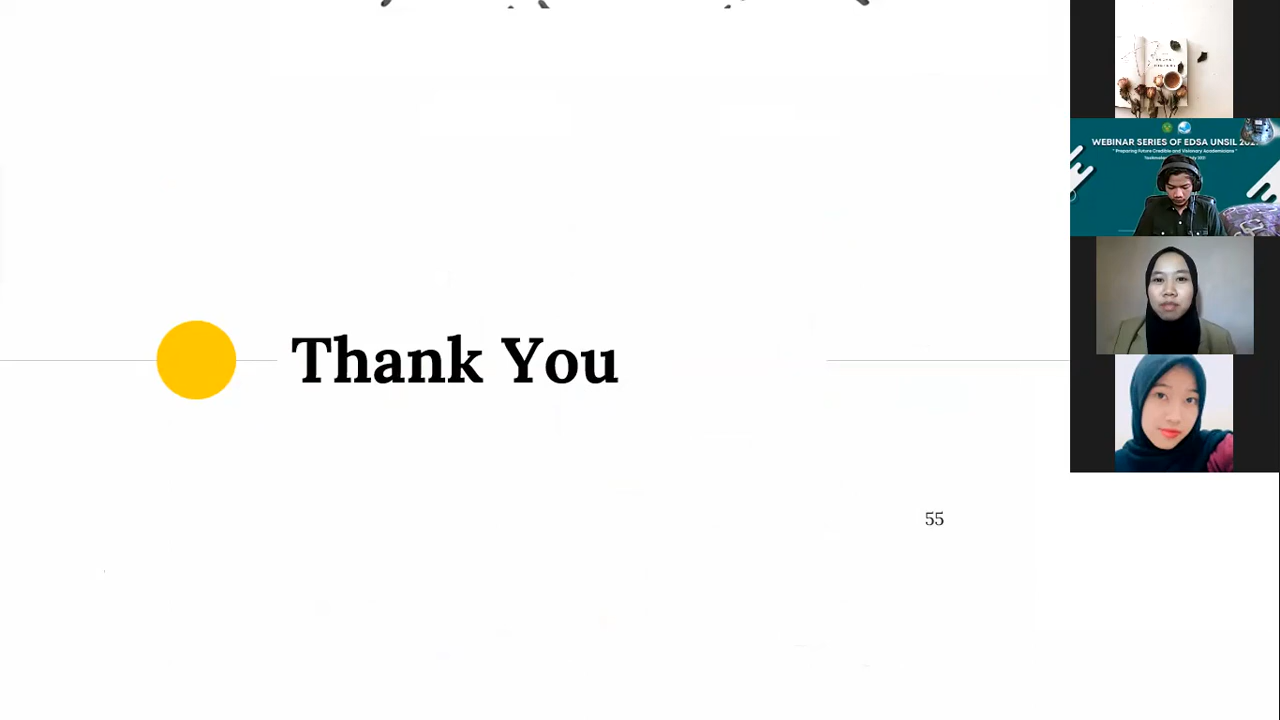 Thank You
55
WEBINAR SERIES OF EDSA UNSIL
" Preparing Future Credible and Visionary Academicians "